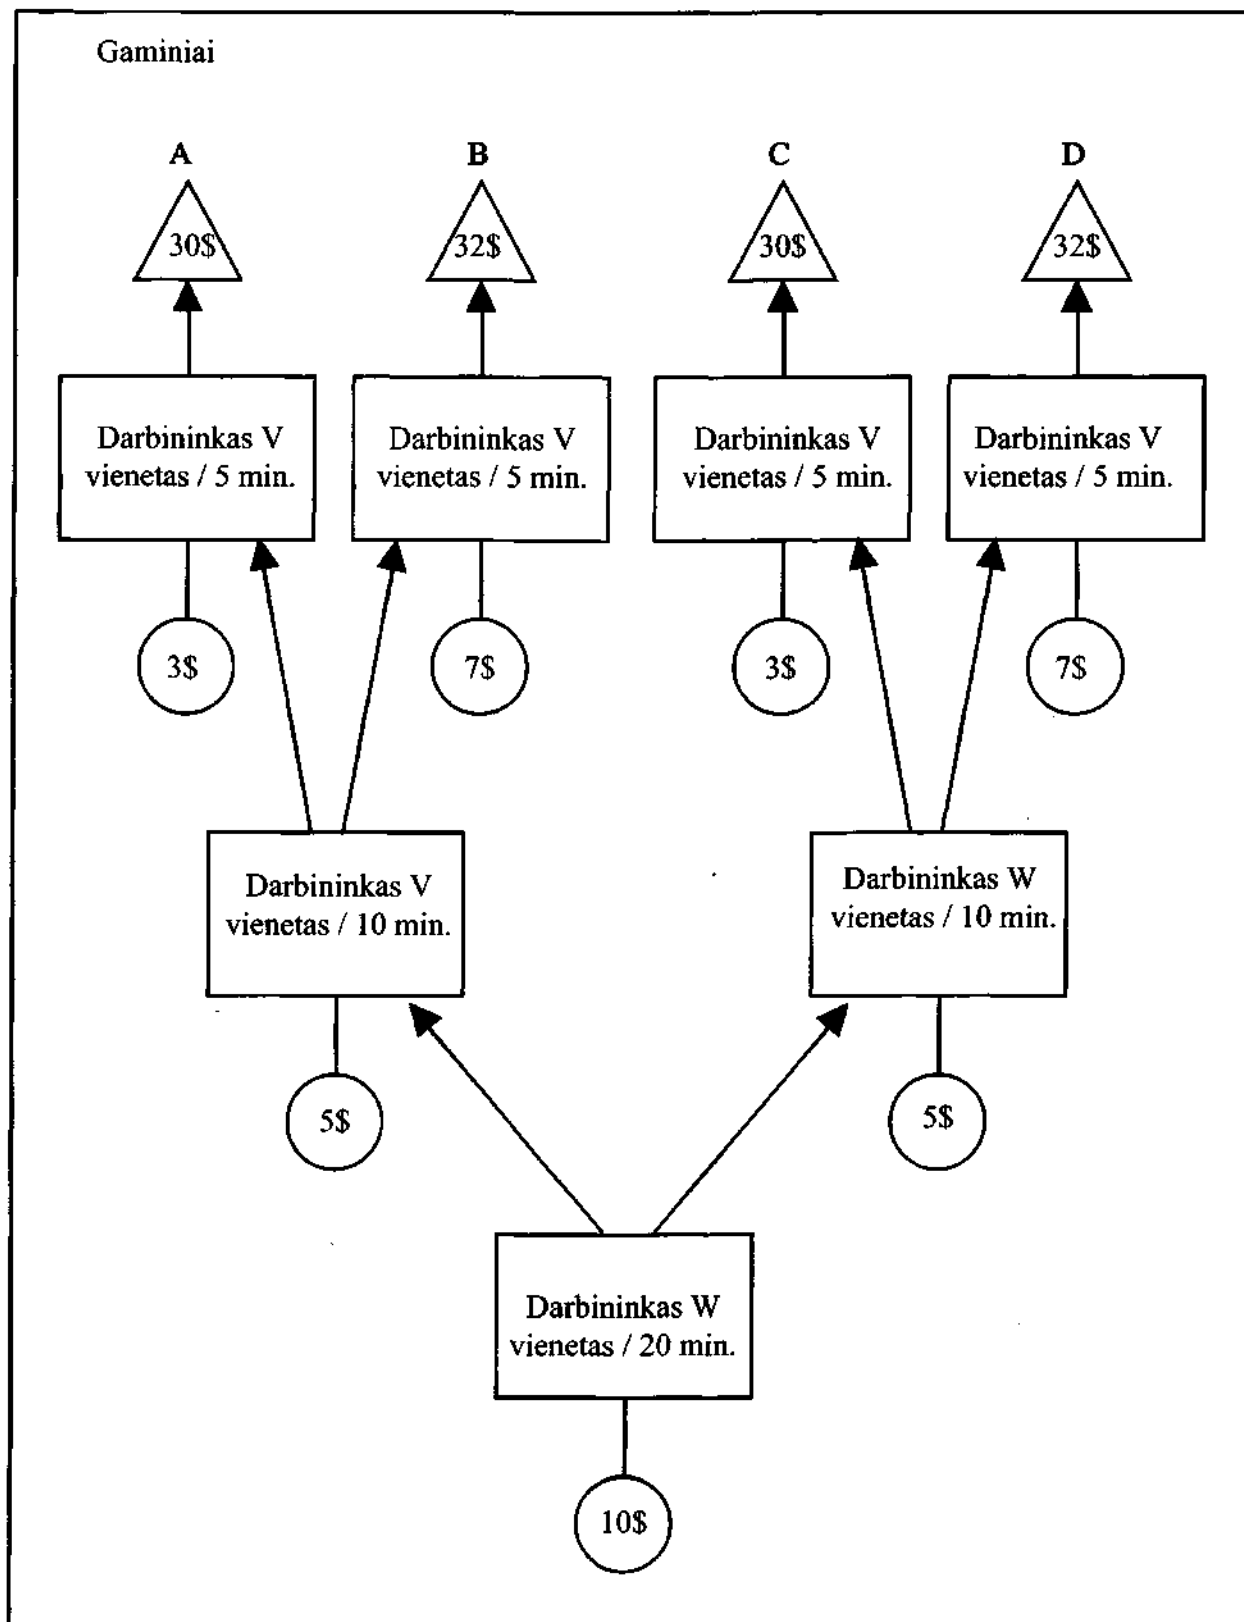 Gaminiai
A
B
C
D
30$
32$
30$
32$
Darbininkas V
vienetas / 5 min.
Darbininkas V
vienetas / 5 min.
Darbininkas V
vienetas / 5 min.
Darbininkas V
vienetas / 5 min.
3$
7$
3$
7$
Darbininkas V
vienetas / 10 min.
Darbininkas W
vienetas / 10 min.
5$
5$
Darbininkas W
vienetas / 20 min.
10$